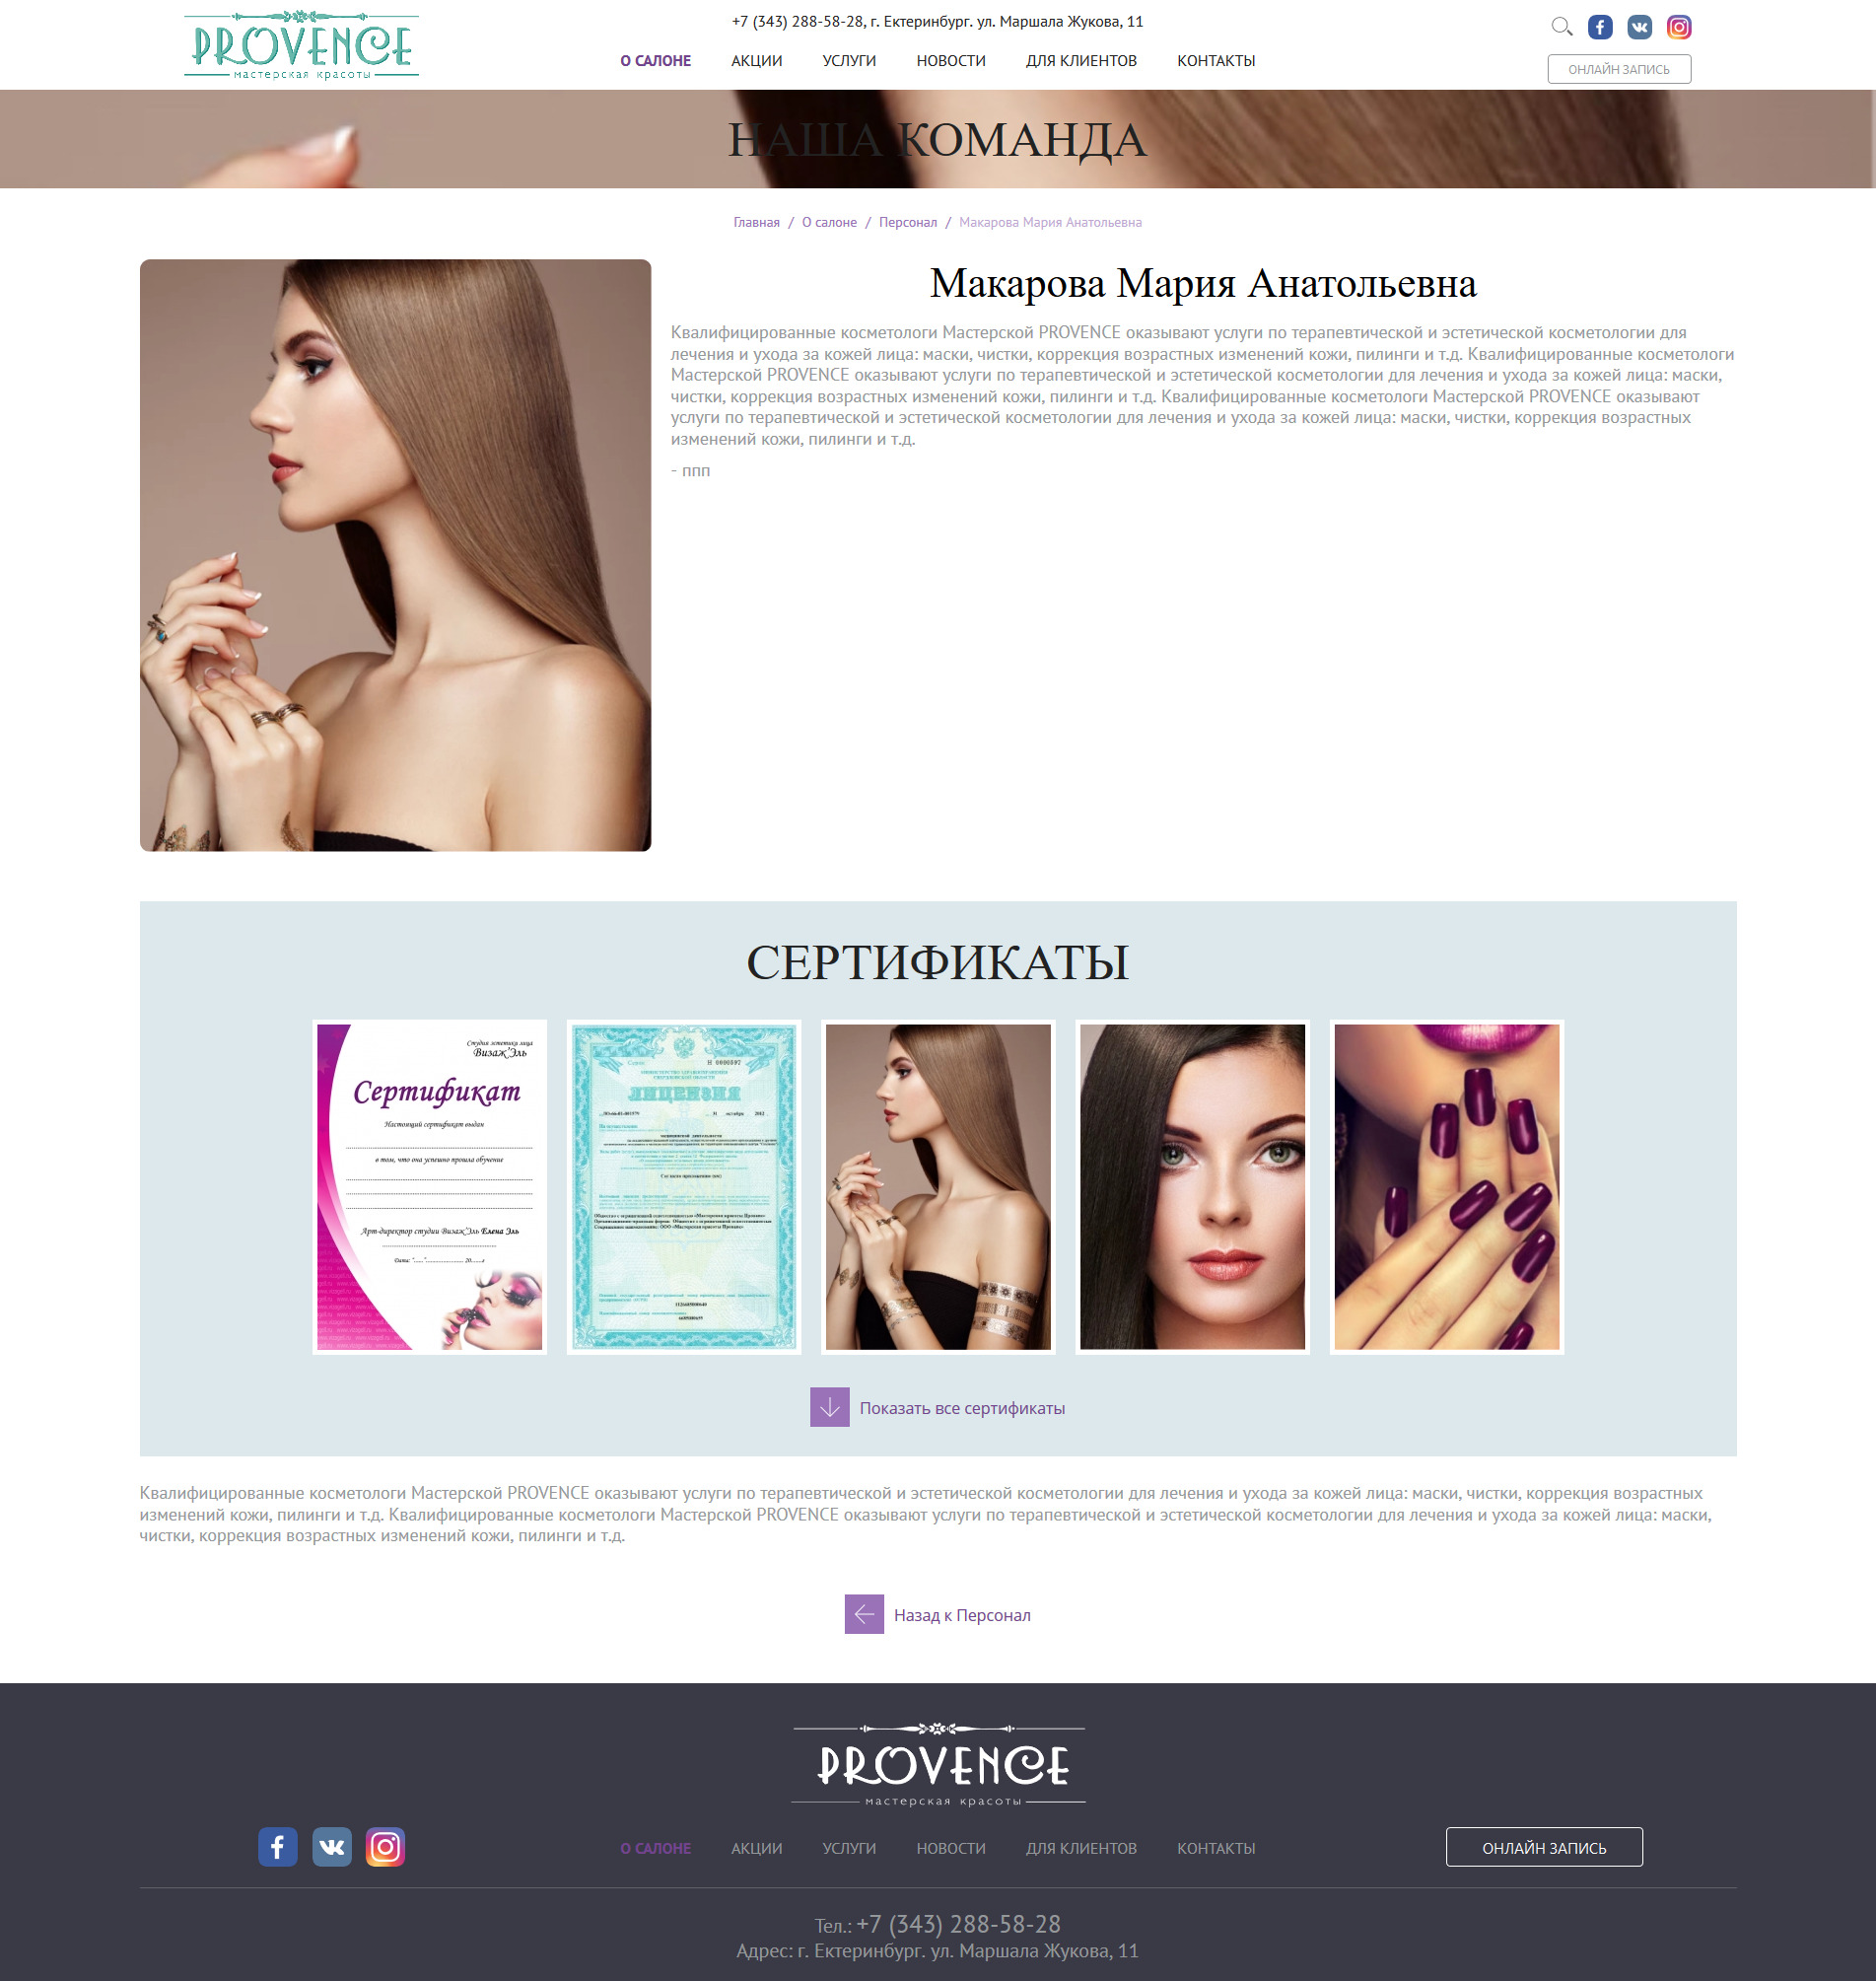 PROVENCE
мастерская красоты
+7 (343) 288-58-28, г. Ектеринбург. ул. Маршала Жукова, 11
О САЛОНЕ АКЦИИ УСЛУГИ НОВОСТИ ДЛЯ КЛИЕНТОВ КОНТАКТЫ
ОНЛАЙН ЗАПИСЬ
НАША КОМАНДА
Главная / О салоне / Персонал / Макарова Мария Анатольевна
Макарова Мария Анатольевна
Квалифицированные косметологи Мастерской PROVENCE оказывают услуги по терапевтической и эстетической косметологии для
лечения и ухода за кожей лица: маски, чистки, коррекция возрастных изменений кожи, пилинги и т.д. Квалифицированные косметологи
Мастерской PROVENCE оказывают услуги по терапевтической и эстетической косметологии для лечения и ухода за кожей лица: маски,
чистки, коррекция возрастных изменений кожи, пилинги и т.д. Квалифицированные косметологи Мастерской PROVENCE оказывают
услуги по терапевтической и эстетической косметологии для лечения и ухода за кожей лица: маски, чистки, коррекция возрастных
изменений кожи, пилинги и т.д.
- ппп
СЕРТИФИКАТЫ
Студия эстетики лица
Визаж'Эль
Сертификат
Настоящий сертификат выдан
в том, что она успешно прошла обучение
Арт-директор студии Визаж'Эль Елена Эль
ЛИЦЕНЗИЯ
Показать все сертификаты
Квалифицированные косметологи Мастерской PROVENCE оказывают услуги по терапевтической и эстетической косметологии для лечения и ухода за кожей лица: маски, чистки, коррекция возрастных
изменений кожи, пилинги и т.д. Квалифицированные косметологи Мастерской PROVENCE оказывают услуги по терапевтической и эстетической косметологии для лечения и ухода за кожей лица: маски,
чистки, коррекция возрастных изменений кожи, пилинги и т.д.
Назад к Персонал
PROVENCE
мастерская красоты
О САЛОНЕ АКЦИИ УСЛУГИ НОВОСТИ ДЛЯ КЛИЕНТОВ КОНТАКТЫ
ОНЛАЙН ЗАПИСЬ
Тел.: +7 (343) 288-58-28
Адрес: г. Ектеринбург. ул. Маршала Жукова, 11